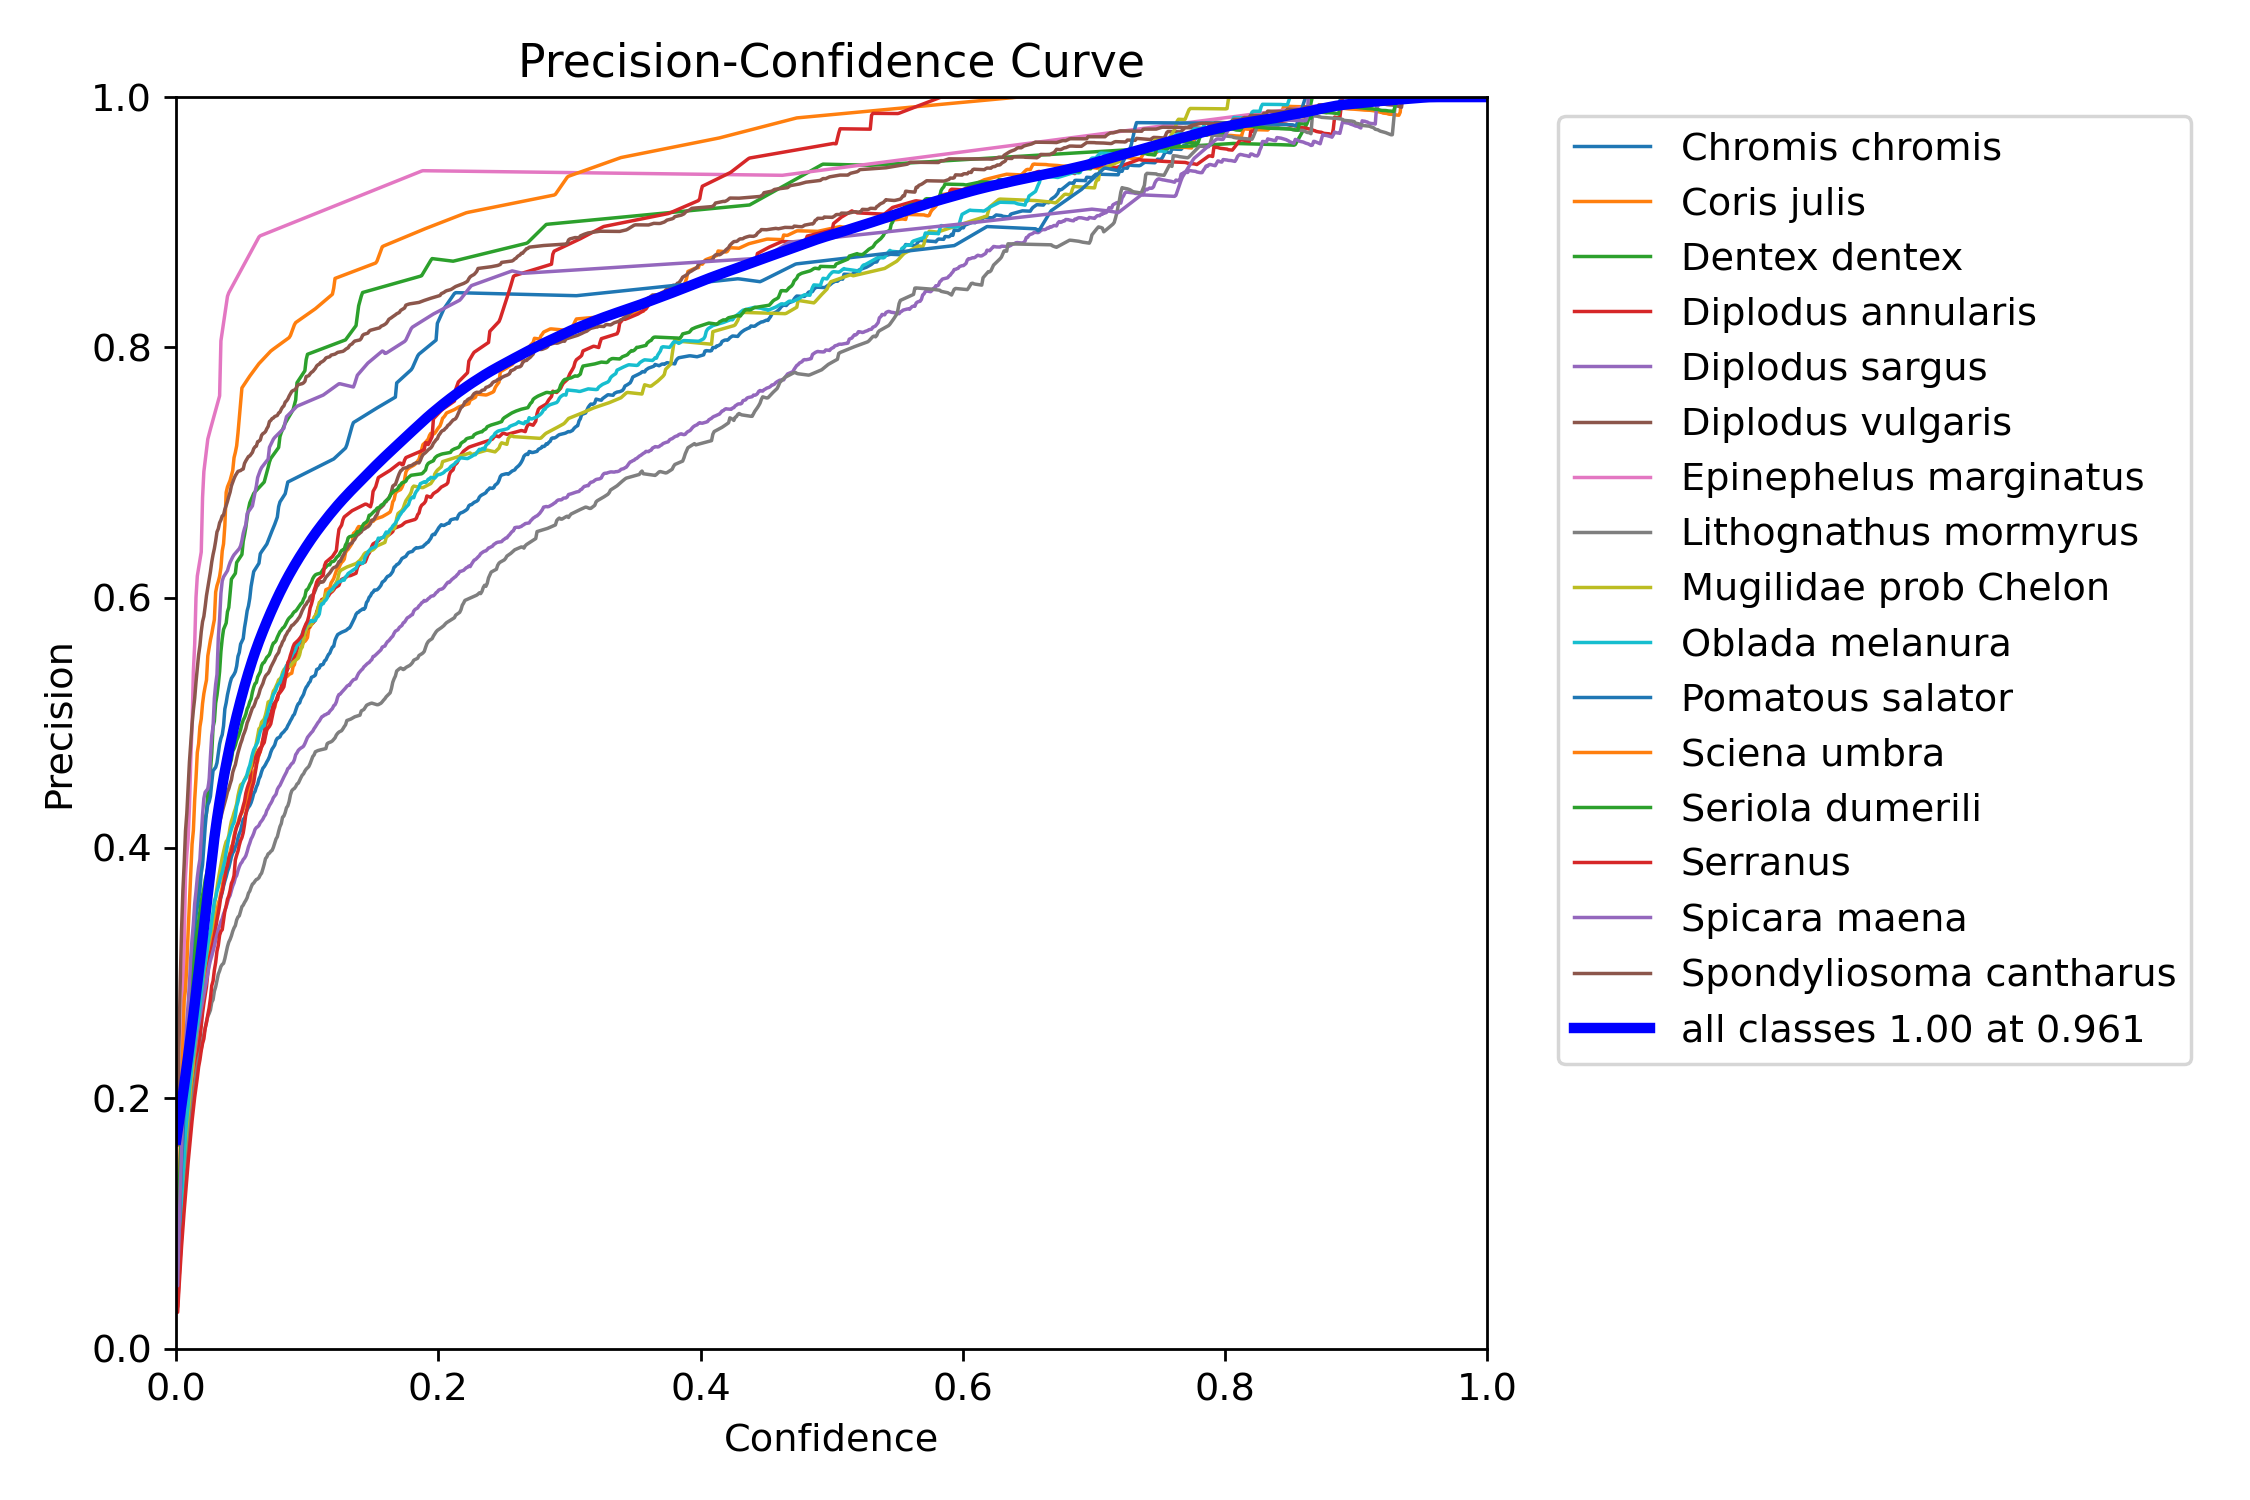 Precision-Confidence Curve
1.0
0.8
0.6
0.4
0.2
0.0
Precision
0.0 0.2 0.4 0.6 0.8 1.0
Confidence
Chromis chromis
Coris julis
Dentex dentex
Diplodus annularis
Diplodus sargus
Diplodus vulgaris
Epinephelus marginatus
Lithognathus mormyrus
Mugilidae prob Chelon
Oblada melanura
Pomatous salator
Sciena umbra
Seriola dumerili
Serranus
Spicara maena
Spondyliosoma cantharus
all classes 1.00 at 0.961